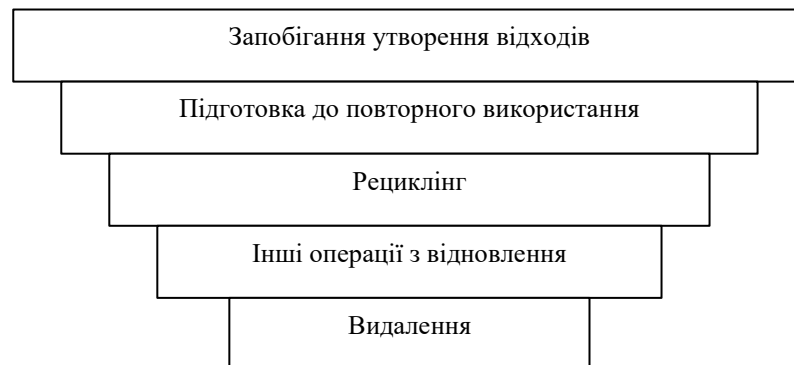 Запобігання утворення відходів
Підготовка до повторного використання
Рециклінг
Інші операції з відновлення
Видалення